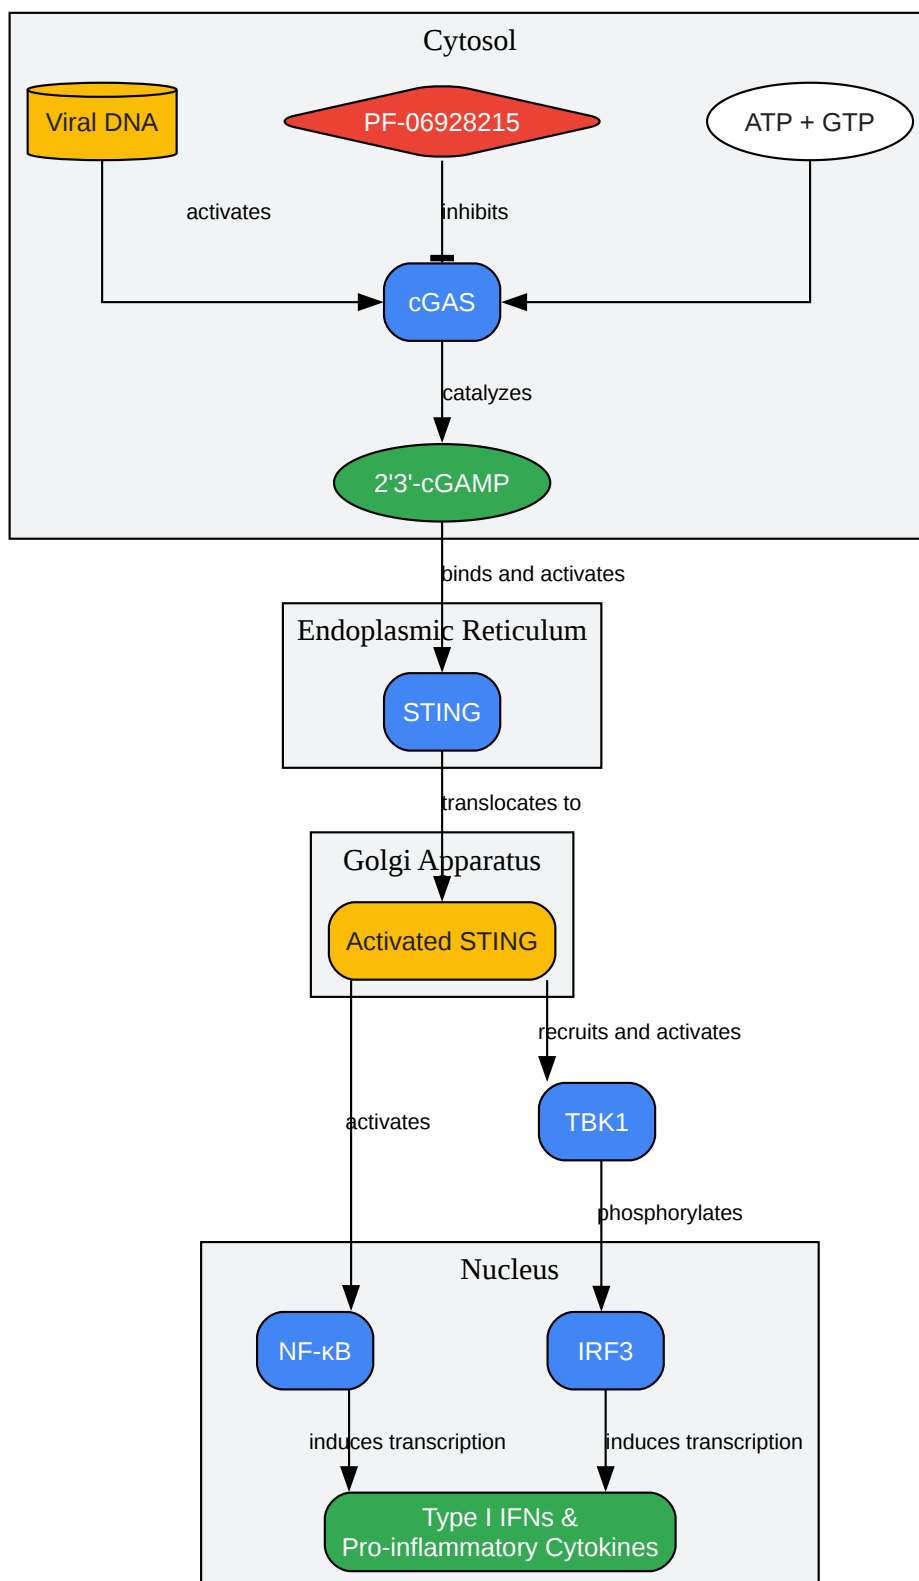 Cytosol
Viral DNA
PF-06928215
ATP + GTP
activates
inhibits
cGAS
catalyzes
2'3'-cGAMP
binds and activates
Endoplasmic Reticulum
STING
translocates to
Golgi Apparatus
Activated STING
recruits and activates
TBK1
activates
phosphorylates
Nucleus
NF-κB
IRF3
induces transcription
induces transcription
Type I IFNs &
Pro-inflammatory Cytokines